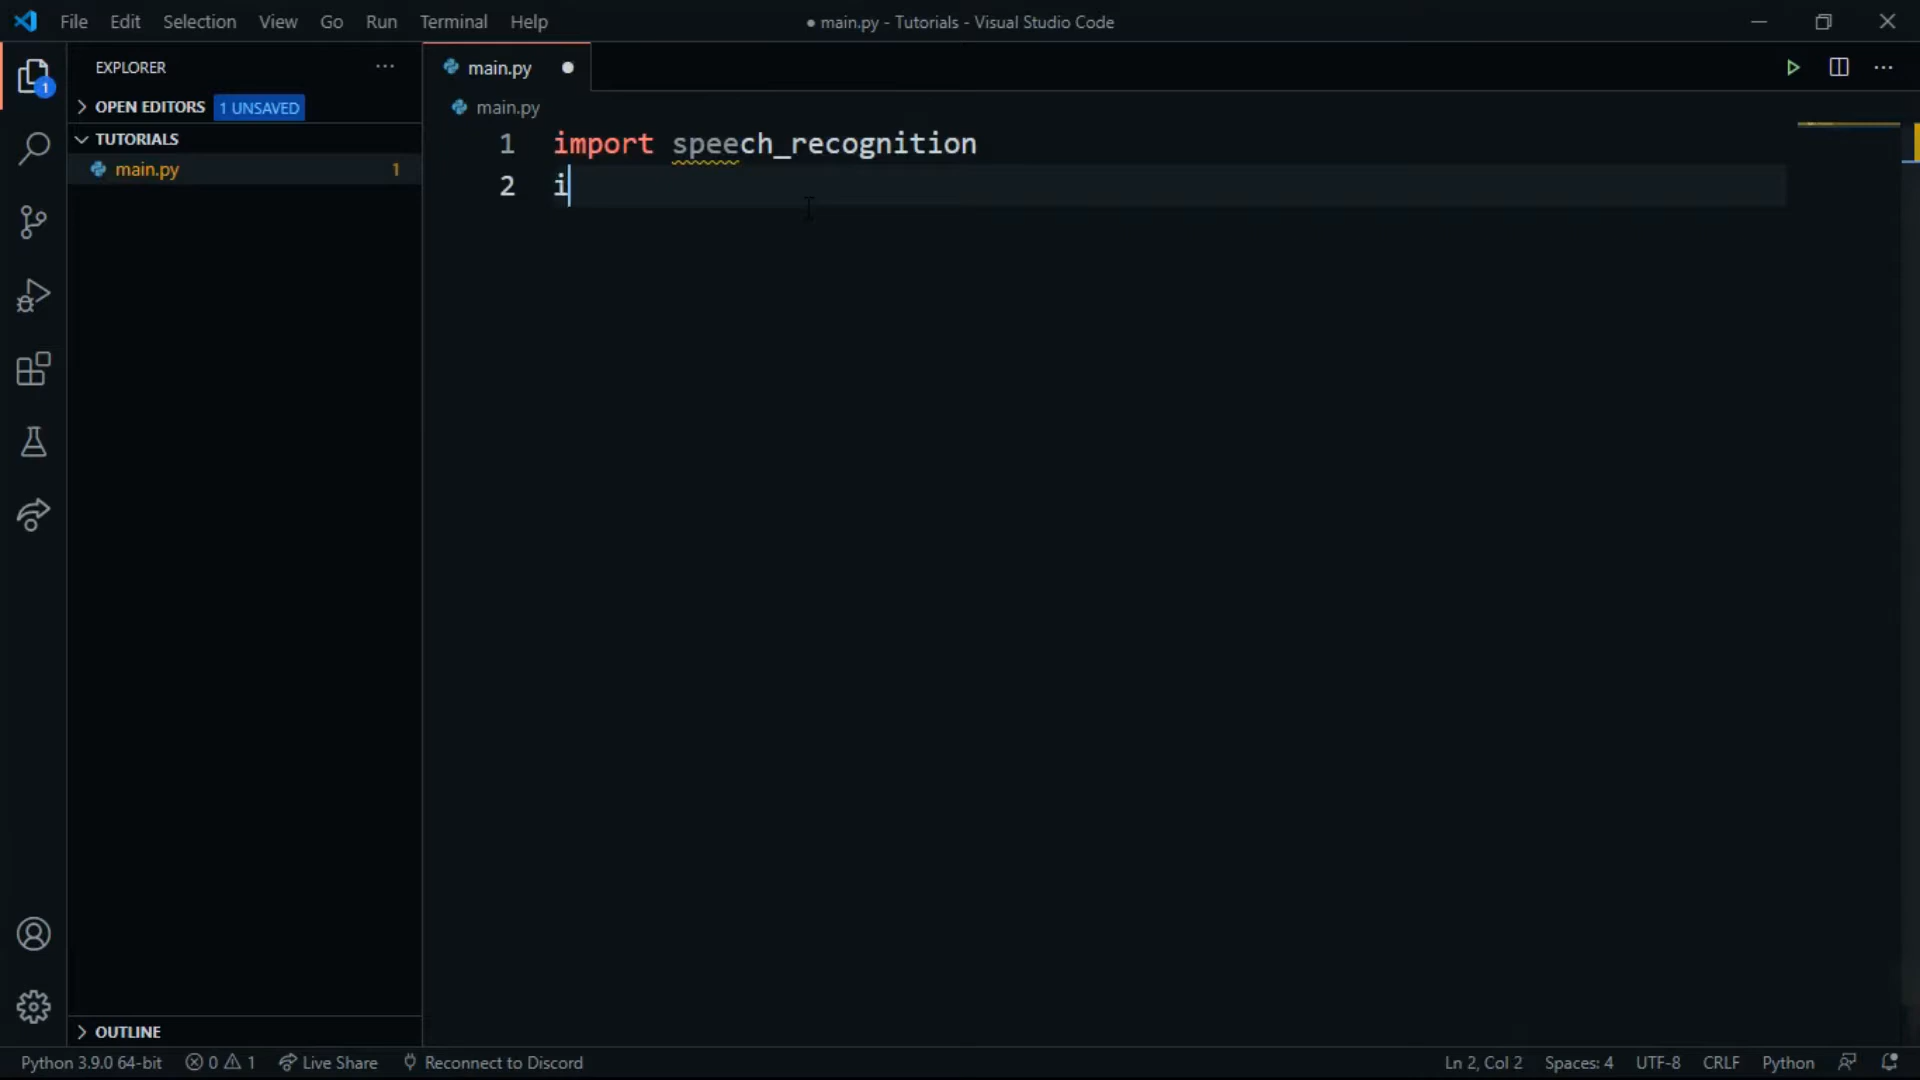 File Edit Selection View Go Run Terminal Help
● main.py - Tutorials - Visual Studio Code
EXPLORER ···
main.py ●
1
OPEN EDITORS 1 UNSAVED
main.py
TUTORIALS
main.py 1
1 import speech_recognition
2 i
OUTLINE
Python 3.9.0 64-bit 0 1 Live Share Reconnect to Discord
Ln 2, Col 2 Spaces: 4 UTF-8 CRLF Python